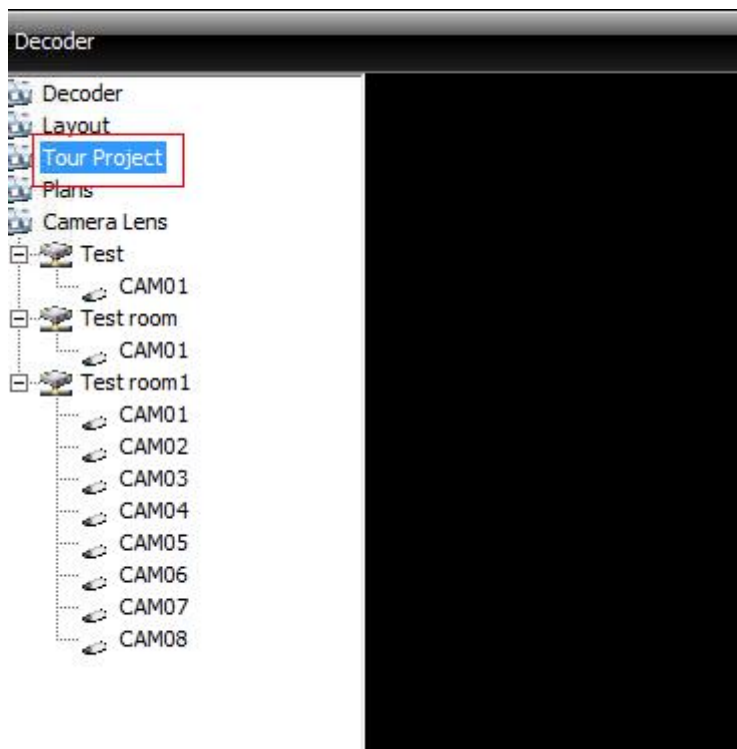 Decoder
Decoder
Layout
Tour Project
Plans
Camera Lens
Test
CAM01
Test room
CAM01
Test room1
CAM01
CAM02
CAM03
CAM04
CAM05
CAM06
CAM07
CAM08